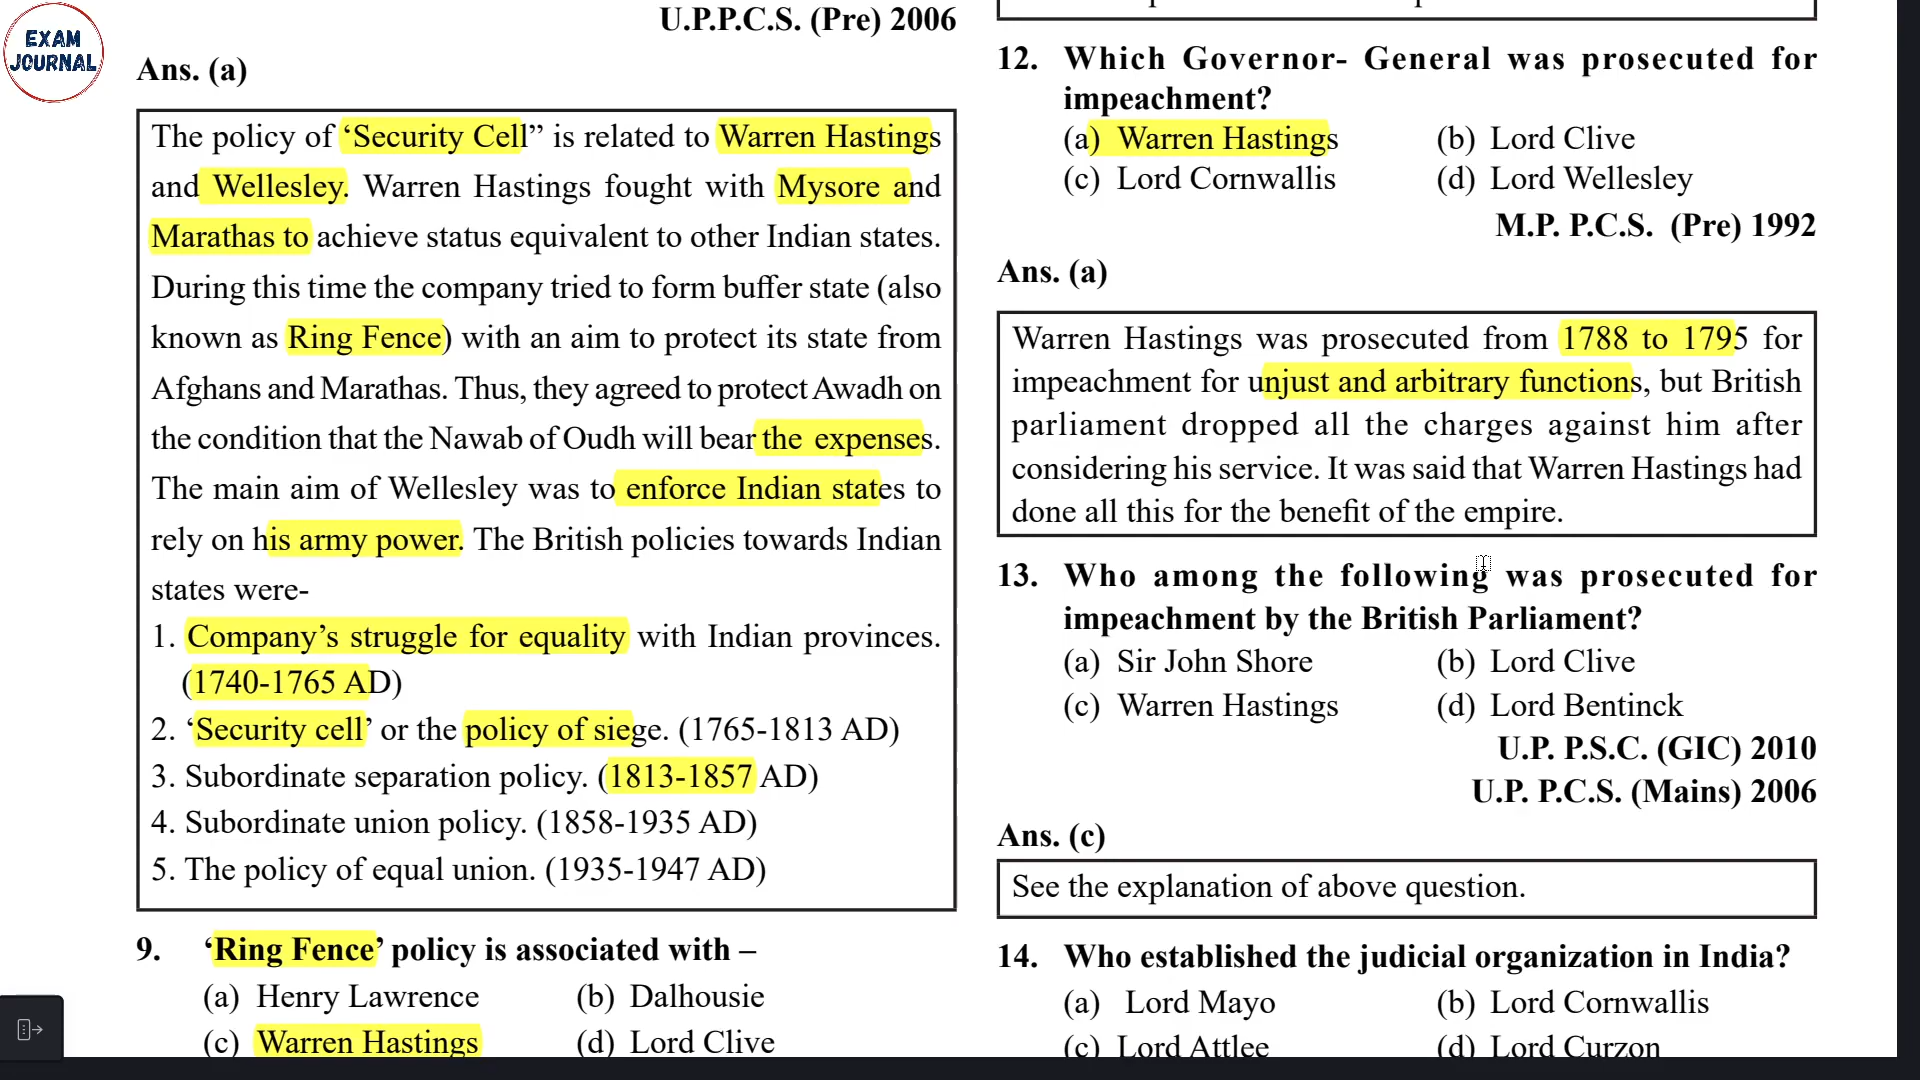 EXAM
JOURNAL
U.P.P.C.S. (Pre) 2006
Ans. (a)
The policy of ‘Security Cell” is related to Warren Hastings
and Wellesley. Warren Hastings fought with Mysore and
Marathas to achieve status equivalent to other Indian states.
During this time the company tried to form buffer state (also
known as Ring Fence) with an aim to protect its state from
Afghans and Marathas. Thus, they agreed to protect Awadh on
the condition that the Nawab of Oudh will bear the expenses.
The main aim of Wellesley was to enforce Indian states to
rely on his army power. The British policies towards Indian
states were-
1. Company’s struggle for equality with Indian provinces.
(1740-1765 AD)
2. ‘Security cell’ or the policy of siege. (1765-1813 AD)
3. Subordinate separation policy. (1813-1857 AD)
4. Subordinate union policy. (1858-1935 AD)
5. The policy of equal union. (1935-1947 AD)
9. ‘Ring Fence’ policy is associated with –
(a) Henry Lawrence (b) Dalhousie
(c) Warren Hastings (d) Lord Clive
12. Which Governor- General was prosecuted for
impeachment?
(a) Warren Hastings (b) Lord Clive
(c) Lord Cornwallis (d) Lord Wellesley
M.P. P.C.S. (Pre) 1992
Ans. (a)
Warren Hastings was prosecuted from 1788 to 1795 for
impeachment for unjust and arbitrary functions, but British
parliament dropped all the charges against him after
considering his service. It was said that Warren Hastings had
done all this for the benefit of the empire.
13. Who among the following was prosecuted for
impeachment by the British Parliament?
(a) Sir John Shore (b) Lord Clive
(c) Warren Hastings (d) Lord Bentinck
U.P. P.S.C. (GIC) 2010
U.P. P.C.S. (Mains) 2006
Ans. (c)
See the explanation of above question.
14. Who established the judicial organization in India?
(a) Lord Mayo (b) Lord Cornwallis
(c) Lord Attlee (d) Lord Curzon